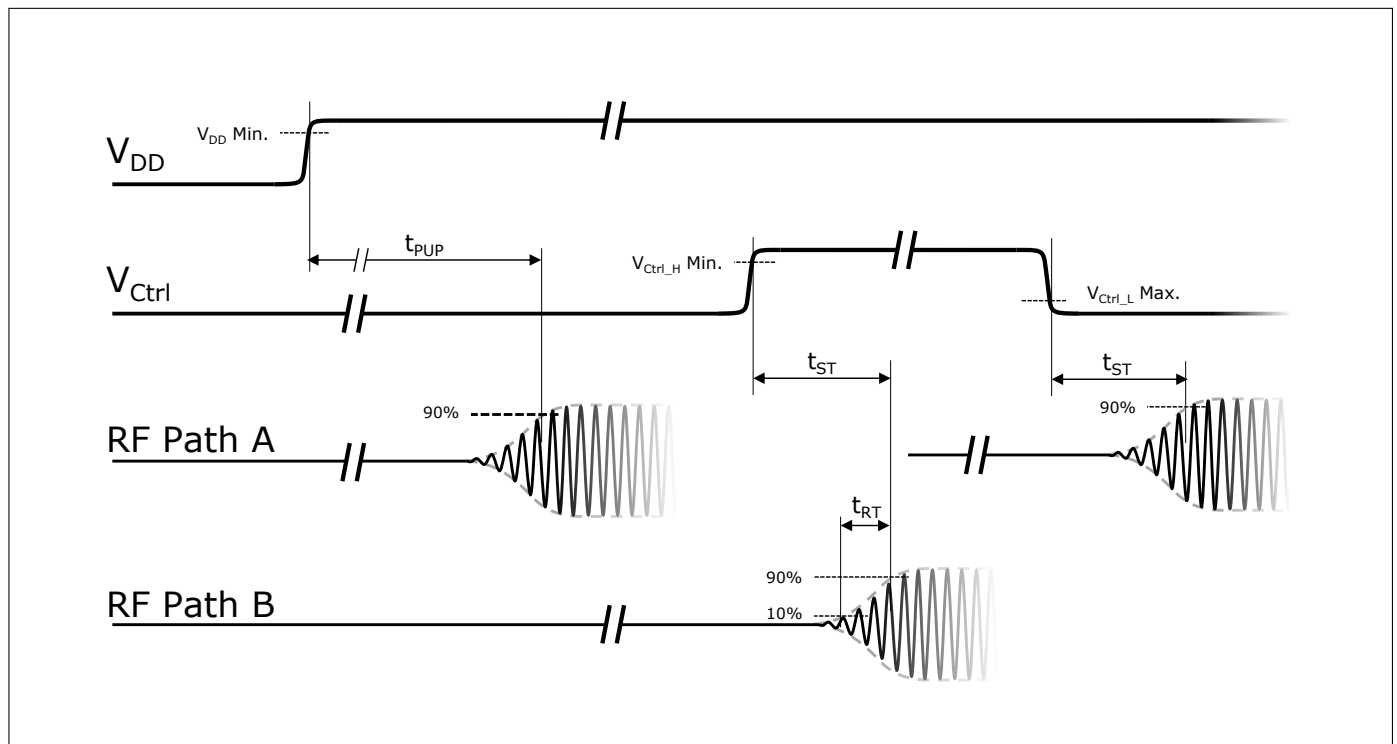 V_DD Min.
V_DD
t_PUP
V_Ctrl_H Min.
V_Ctrl
V_Ctrl_L Max.
t_ST
t_ST
90%
90%
RF Path A
t_RT
90%
10%
RF Path B